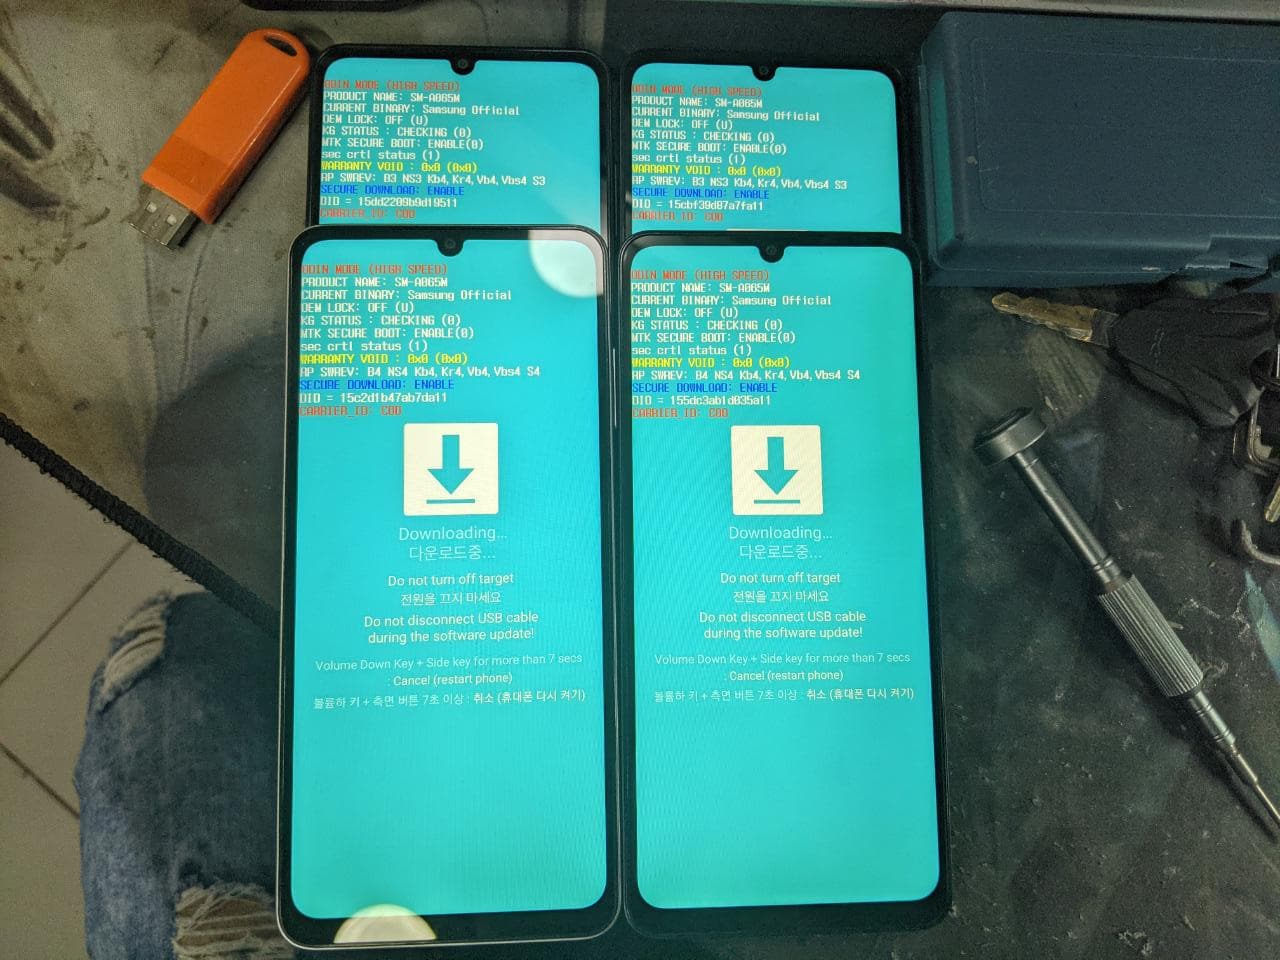 ODIN MODE (HIGH SPEED)
PRODUCT NAME: SM-A065M
CURRENT BINARY: Samsung Official
OEM LOCK: OFF (U)
KG STATUS : CHECKING (0)
MTK SECURE BOOT: ENABLE(0)
sec crtl status (1)
WARRANTY VOID : 0x0 (0x0)
RP SWREV: B3 NS3 Kb4, Kr4, Vb4, Vbs4 S3
SECURE DOWNLOAD: ENABLE
DID = 15dd2209b9d19511
CARRIER_ID: COO
ODIN MODE (HIGH SPEED)
PRODUCT NAME: SM-A065M
CURRENT BINARY: Samsung Official
OEM LOCK: OFF (U)
KG STATUS : CHECKING (0)
MTK SECURE BOOT: ENABLE(0)
sec crtl status (1)
WARRANTY VOID : 0x0 (0x0)
RP SWREV: B3 NS3 Kb4, Kr4, Vb4, Vbs4 S3
SECURE DOWNLOAD: ENABLE
DID = 15cbf39d87a7fa11
CARRIER_ID: COO
ODIN MODE (HIGH SPEED)
PRODUCT NAME: SM-A065M
CURRENT BINARY: Samsung Official
OEM LOCK: OFF (U)
KG STATUS : CHECKING (0)
MTK SECURE BOOT: ENABLE(0)
sec crtl status (1)
WARRANTY VOID : 0x0 (0x0)
RP SWREV: B4 NS4 Kb4, Kr4, Vb4, Vbs4 S4
SECURE DOWNLOAD: ENABLE
DID = 15c2d1b47ab7da11
CARRIER_ID: COO
Downloading...
다운로드중...
Do not turn off target
전원을 끄지 마세요
Do not disconnect USB cable
during the software update!
Volume Down Key + Side key for more than 7 secs
: Cancel (restart phone)
볼륨하 키 + 측면 버튼 7초 이상 : 취소 (휴대폰 다시 켜기)
ODIN MODE (HIGH SPEED)
PRODUCT NAME: SM-A065M
CURRENT BINARY: Samsung Official
OEM LOCK: OFF (U)
KG STATUS : CHECKING (0)
MTK SECURE BOOT: ENABLE(0)
sec crtl status (1)
WARRANTY VOID : 0x0 (0x0)
RP SWREV: B4 NS4 Kb4, Kr4, Vb4, Vbs4 S4
SECURE DOWNLOAD: ENABLE
DID = 155dc3ab1d835a11
CARRIER_ID: COO
Downloading...
다운로드중...
Do not turn off target
전원을 끄지 마세요
Do not disconnect USB cable
during the software update!
Volume Down Key + Side key for more than 7 secs
: Cancel (restart phone)
볼륨하 키 + 측면 버튼 7초 이상 : 취소 (휴대폰 다시 켜기)